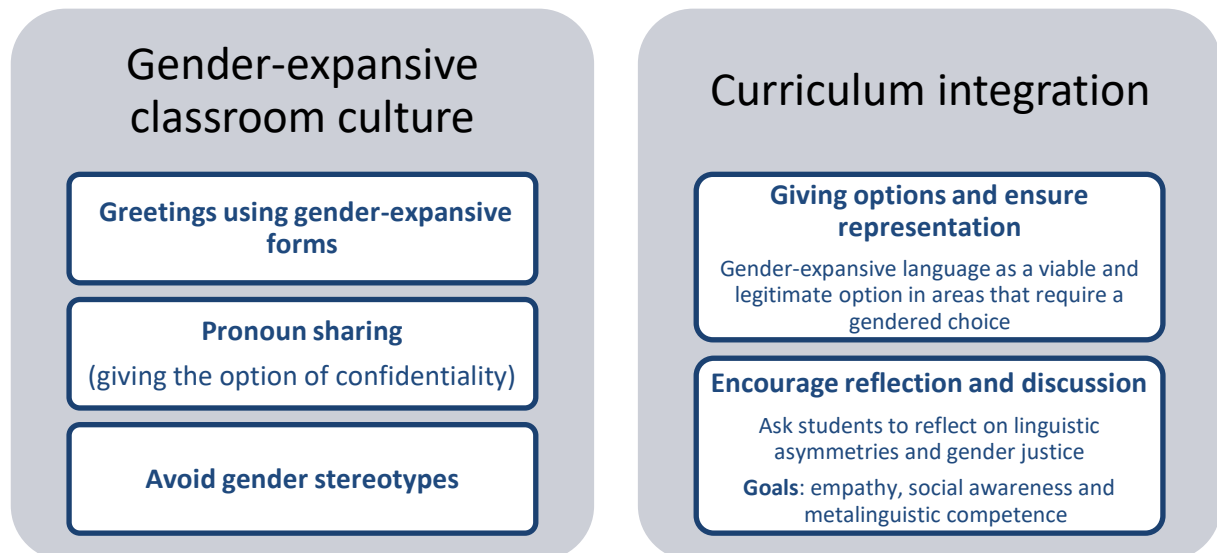 Gender-expansive
classroom culture
Greetings using gender-expansive
forms
Pronoun sharing
(giving the option of confidentiality)
Avoid gender stereotypes
Curriculum integration
Giving options and ensure
representation
Gender-expansive language as a viable and
legitimate option in areas that require a
gendered choice
Encourage reflection and discussion
Ask students to reflect on linguistic
asymmetries and gender justice
Goals: empathy, social awareness and
metalinguistic competence